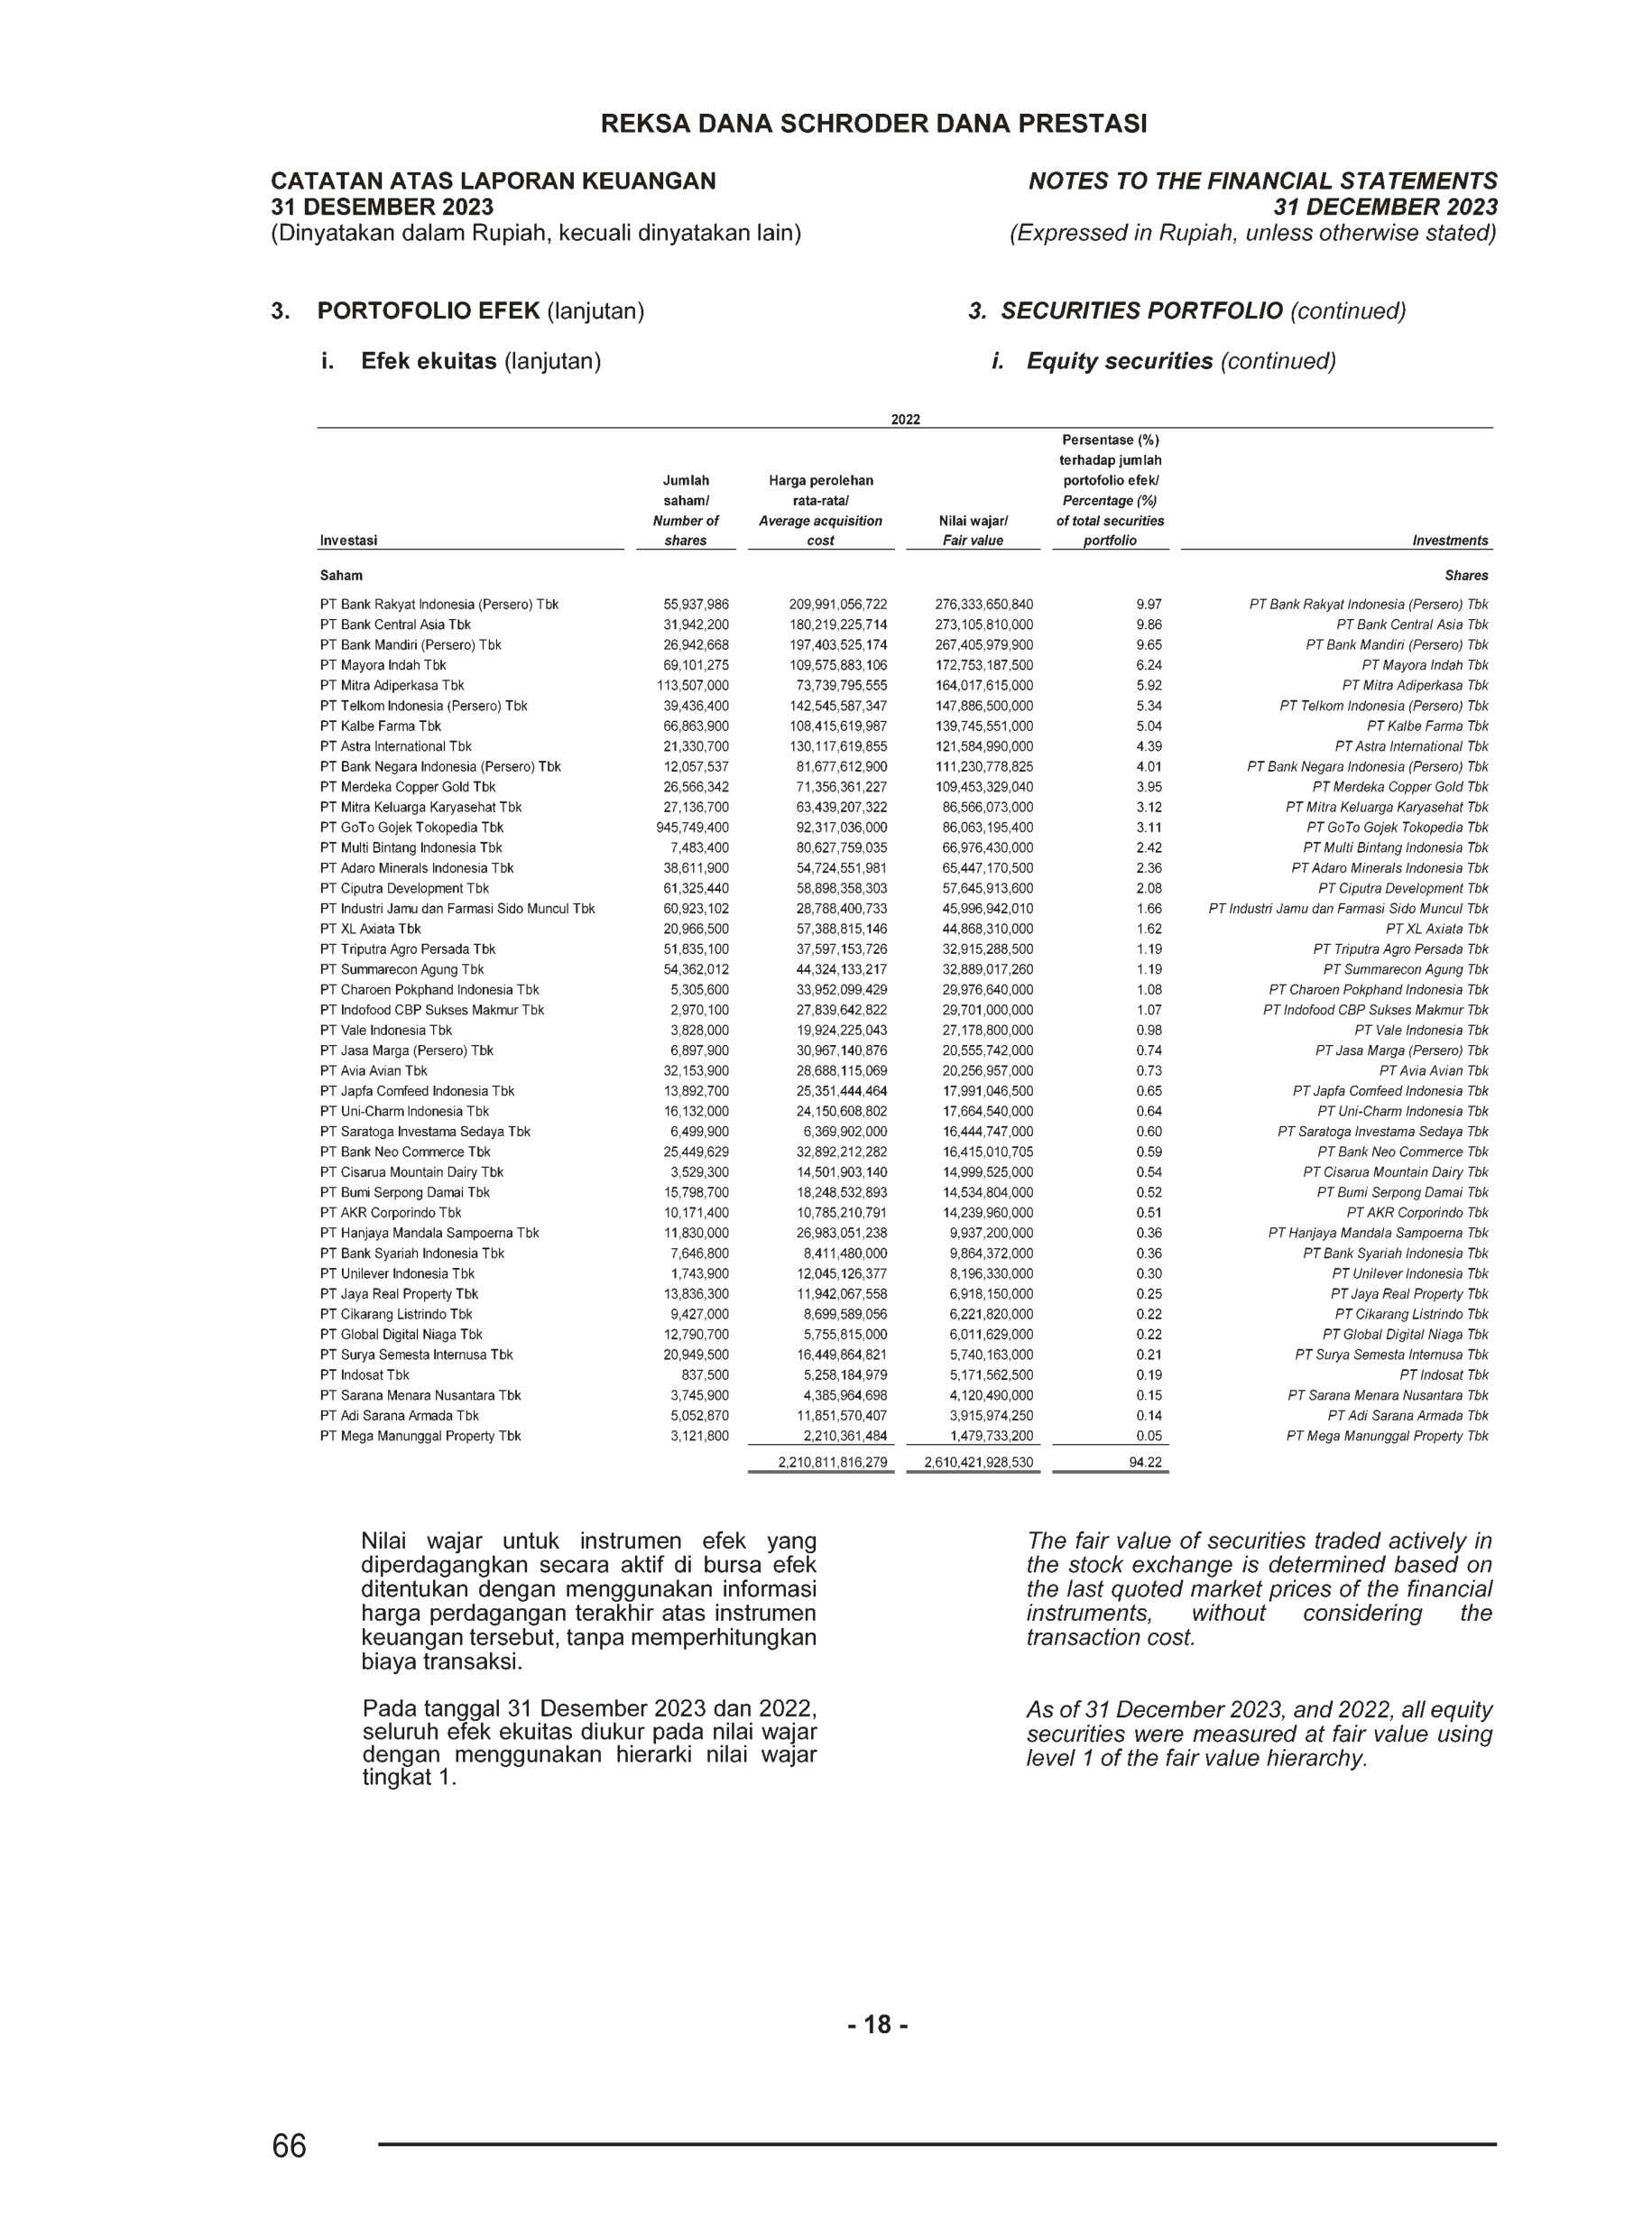 REKSA DANA SCHRODER DANA PRESTASI
CATATAN ATAS LAPORAN KEUANGAN
31 DESEMBER 2023
(Dinyatakan dalam Rupiah, kecuali dinyatakan lain)
NOTES TO THE FINANCIAL STATEMENTS
31 DECEMBER 2023
(Expressed in Rupiah, unless otherwise stated)
3. PORTOFOLIO EFEK (lanjutan)
3. SECURITIES PORTFOLIO (continued)
i. Efek ekuitas (lanjutan)
i. Equity securities (continued)
2022
Investasi
Jumlah
saham/
Number of
shares
Harga perolehan
rata-rata/
Average acquisition
cost
Nilai wajar/
Fair value
Persentase (%)
terhadap jumlah
portofolio efek/
Percentage (%)
of total securities
portfolio
Investments
Saham Shares
PT Bank Rakyat Indonesia (Persero) Tbk 55,937,986 209,991,056,722 276,333,650,840 9.97 PT Bank Rakyat Indonesia (Persero) Tbk
PT Bank Central Asia Tbk 31,942,200 180,219,225,714 273,105,810,000 9.86 PT Bank Central Asia Tbk
PT Bank Mandiri (Persero) Tbk 26,942,668 197,403,525,174 267,405,979,900 9.65 PT Bank Mandiri (Persero) Tbk
PT Mayora Indah Tbk 69,101,275 109,575,883,106 172,753,187,500 6.24 PT Mayora Indah Tbk
PT Mitra Adiperkasa Tbk 113,507,000 73,739,795,555 164,017,615,000 5.92 PT Mitra Adiperkasa Tbk
PT Telkom Indonesia (Persero) Tbk 39,436,400 142,545,587,347 147,886,500,000 5.34 PT Telkom Indonesia (Persero) Tbk
PT Kalbe Farma Tbk 66,863,900 108,415,619,987 139,745,551,000 5.04 PT Kalbe Farma Tbk
PT Astra International Tbk 21,330,700 130,117,619,855 121,584,990,000 4.39 PT Astra International Tbk
PT Bank Negara Indonesia (Persero) Tbk 12,057,537 81,677,612,900 111,230,778,825 4.01 PT Bank Negara Indonesia (Persero) Tbk
PT Merdeka Copper Gold Tbk 26,566,342 71,356,361,227 109,453,329,040 3.95 PT Merdeka Copper Gold Tbk
PT Mitra Keluarga Karyasehat Tbk 27,136,700 63,439,207,322 86,566,073,000 3.12 PT Mitra Keluarga Karyasehat Tbk
PT GoTo Gojek Tokopedia Tbk 945,749,400 92,317,036,000 86,063,195,400 3.11 PT GoTo Gojek Tokopedia Tbk
PT Multi Bintang Indonesia Tbk 7,483,400 80,627,759,035 66,976,430,000 2.42 PT Multi Bintang Indonesia Tbk
PT Adaro Minerals Indonesia Tbk 38,611,900 54,724,551,981 65,447,170,500 2.36 PT Adaro Minerals Indonesia Tbk
PT Ciputra Development Tbk 61,325,440 58,898,358,303 57,645,913,600 2.08 PT Ciputra Development Tbk
PT Industri Jamu dan Farmasi Sido Muncul Tbk 60,923,102 28,788,400,733 45,996,942,010 1.66 PT Industri Jamu dan Farmasi Sido Muncul Tbk
PT XL Axiata Tbk 20,966,500 57,388,815,146 44,868,310,000 1.62 PT XL Axiata Tbk
PT Triputra Agro Persada Tbk 51,835,100 37,597,153,726 32,915,288,500 1.19 PT Triputra Agro Persada Tbk
PT Summarecon Agung Tbk 54,362,012 44,324,133,217 32,889,017,260 1.19 PT Summarecon Agung Tbk
PT Charoen Pokphand Indonesia Tbk 5,305,600 33,952,099,429 29,976,640,000 1.08 PT Charoen Pokphand Indonesia Tbk
PT Indofood CBP Sukses Makmur Tbk 2,970,100 27,839,642,822 29,701,000,000 1.07 PT Indofood CBP Sukses Makmur Tbk
PT Vale Indonesia Tbk 3,828,000 19,924,225,043 27,178,800,000 0.98 PT Vale Indonesia Tbk
PT Jasa Marga (Persero) Tbk 6,897,900 30,967,140,876 20,555,742,000 0.74 PT Jasa Marga (Persero) Tbk
PT Avia Avian Tbk 32,153,900 28,688,115,069 20,256,957,000 0.73 PT Avia Avian Tbk
PT Japfa Comfeed Indonesia Tbk 13,892,700 25,351,444,464 17,991,046,500 0.65 PT Japfa Comfeed Indonesia Tbk
PT Uni-Charm Indonesia Tbk 16,132,000 24,150,608,802 17,664,540,000 0.64 PT Uni-Charm Indonesia Tbk
PT Saratoga Investama Sedaya Tbk 6,499,900 6,369,902,000 16,444,747,000 0.60 PT Saratoga Investama Sedaya Tbk
PT Bank Neo Commerce Tbk 25,449,629 32,892,212,282 16,415,010,705 0.59 PT Bank Neo Commerce Tbk
PT Cisarua Mountain Dairy Tbk 3,529,300 14,501,903,140 14,999,525,000 0.54 PT Cisarua Mountain Dairy Tbk
PT Bumi Serpong Damai Tbk 15,798,700 18,248,532,893 14,534,804,000 0.52 PT Bumi Serpong Damai Tbk
PT AKR Corporindo Tbk 10,171,400 10,785,210,791 14,239,960,000 0.51 PT AKR Corporindo Tbk
PT Hanjaya Mandala Sampoerna Tbk 11,830,000 26,983,051,238 9,937,200,000 0.36 PT Hanjaya Mandala Sampoerna Tbk
PT Bank Syariah Indonesia Tbk 7,646,800 8,411,480,000 9,864,372,000 0.36 PT Bank Syariah Indonesia Tbk
PT Unilever Indonesia Tbk 1,743,900 12,045,126,377 8,196,330,000 0.30 PT Unilever Indonesia Tbk
PT Jaya Real Property Tbk 13,836,300 11,942,067,558 6,918,150,000 0.25 PT Jaya Real Property Tbk
PT Cikarang Listrindo Tbk 9,427,000 8,699,589,056 6,221,820,000 0.22 PT Cikarang Listrindo Tbk
PT Global Digital Niaga Tbk 12,790,700 5,755,815,000 6,011,629,000 0.22 PT Global Digital Niaga Tbk
PT Surya Semesta Internusa Tbk 20,949,500 16,449,864,821 5,740,163,000 0.21 PT Surya Semesta Internusa Tbk
PT Indosat Tbk 837,500 5,258,184,979 5,171,562,500 0.19 PT Indosat Tbk
PT Sarana Menara Nusantara Tbk 3,745,900 4,385,964,698 4,120,490,000 0.15 PT Sarana Menara Nusantara Tbk
PT Adi Sarana Armada Tbk 5,052,870 11,851,570,407 3,915,974,250 0.14 PT Adi Sarana Armada Tbk
PT Mega Manunggal Property Tbk 3,121,800 2,210,361,484 1,479,733,200 0.05 PT Mega Manunggal Property Tbk
2,210,811,816,279 2,610,421,928,530 94.22
Nilai wajar untuk instrumen efek yang
diperdagangkan secara aktif di bursa efek
ditentukan dengan menggunakan informasi
harga perdagangan terakhir atas instrumen
keuangan tersebut, tanpa memperhitungkan
biaya transaksi.
The fair value of securities traded actively in
the stock exchange is determined based on
the last quoted market prices of the financial
instruments, without considering the
transaction cost.
Pada tanggal 31 Desember 2023 dan 2022,
seluruh efek ekuitas diukur pada nilai wajar
dengan menggunakan hierarki nilai wajar
tingkat 1.
As of 31 December 2023, and 2022, all equity
securities were measured at fair value using
level 1 of the fair value hierarchy.
- 18 -
66